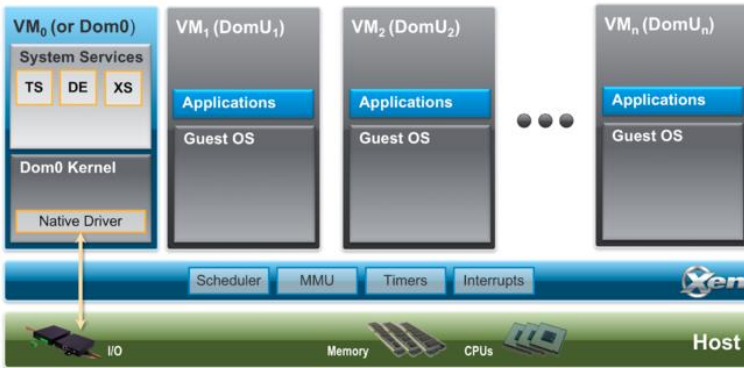 VM0 (or Dom0)
System Services
TS DE XS
Dom0 Kernel
Native Driver
VM1 (DomU1)
Applications
Guest OS
VM2 (DomU2)
Applications
Guest OS
VMn (DomUn)
Applications
Guest OS
Scheduler MMU Timers Interrupts Xen
I/O Memory CPUs Host